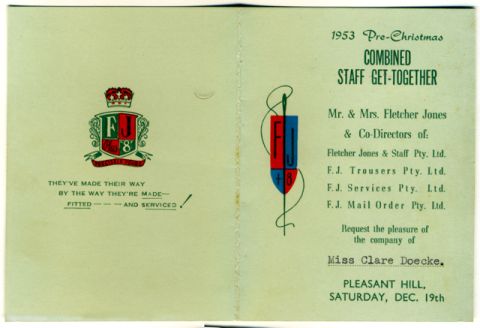 F J
& 8
THEY'VE MADE THEIR WAY
BY THE WAY THEY'RE MADE—
FITTED — — — AND SERVICED!
F J
& 8
1953 Pre-Christmas
COMBINED
STAFF GET-TOGETHER
Mr. & Mrs. Fletcher Jones
& Co-Directors of:
Fletcher Jones & Staff Pty. Ltd.
F.J. Trousers Pty. Ltd.
F.J. Services Pty. Ltd.
F.J. Mail Order Pty. Ltd.
Request the pleasure of
the company of
Miss Clare Doecke.
PLEASANT HILL,
SATURDAY, DEC. 19th